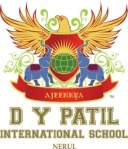 AJEENKYA
D Y PATIL
INTERNATIONAL SCHOOL
NERUL